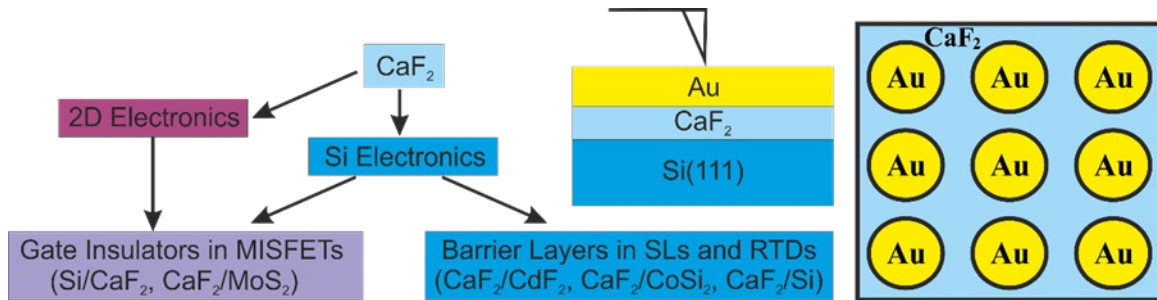 CaF₂
2D Electronics
Si Electronics
Gate Insulators in MISFETs
(Si/CaF₂, CaF₂/MoS₂)
Barrier Layers in SLs and RTDs
(CaF₂/CdF₂, CaF₂/CoSi₂, CaF₂/Si)
Au
CaF₂
Si(111)
CaF₂
Au Au Au
Au Au Au
Au Au Au